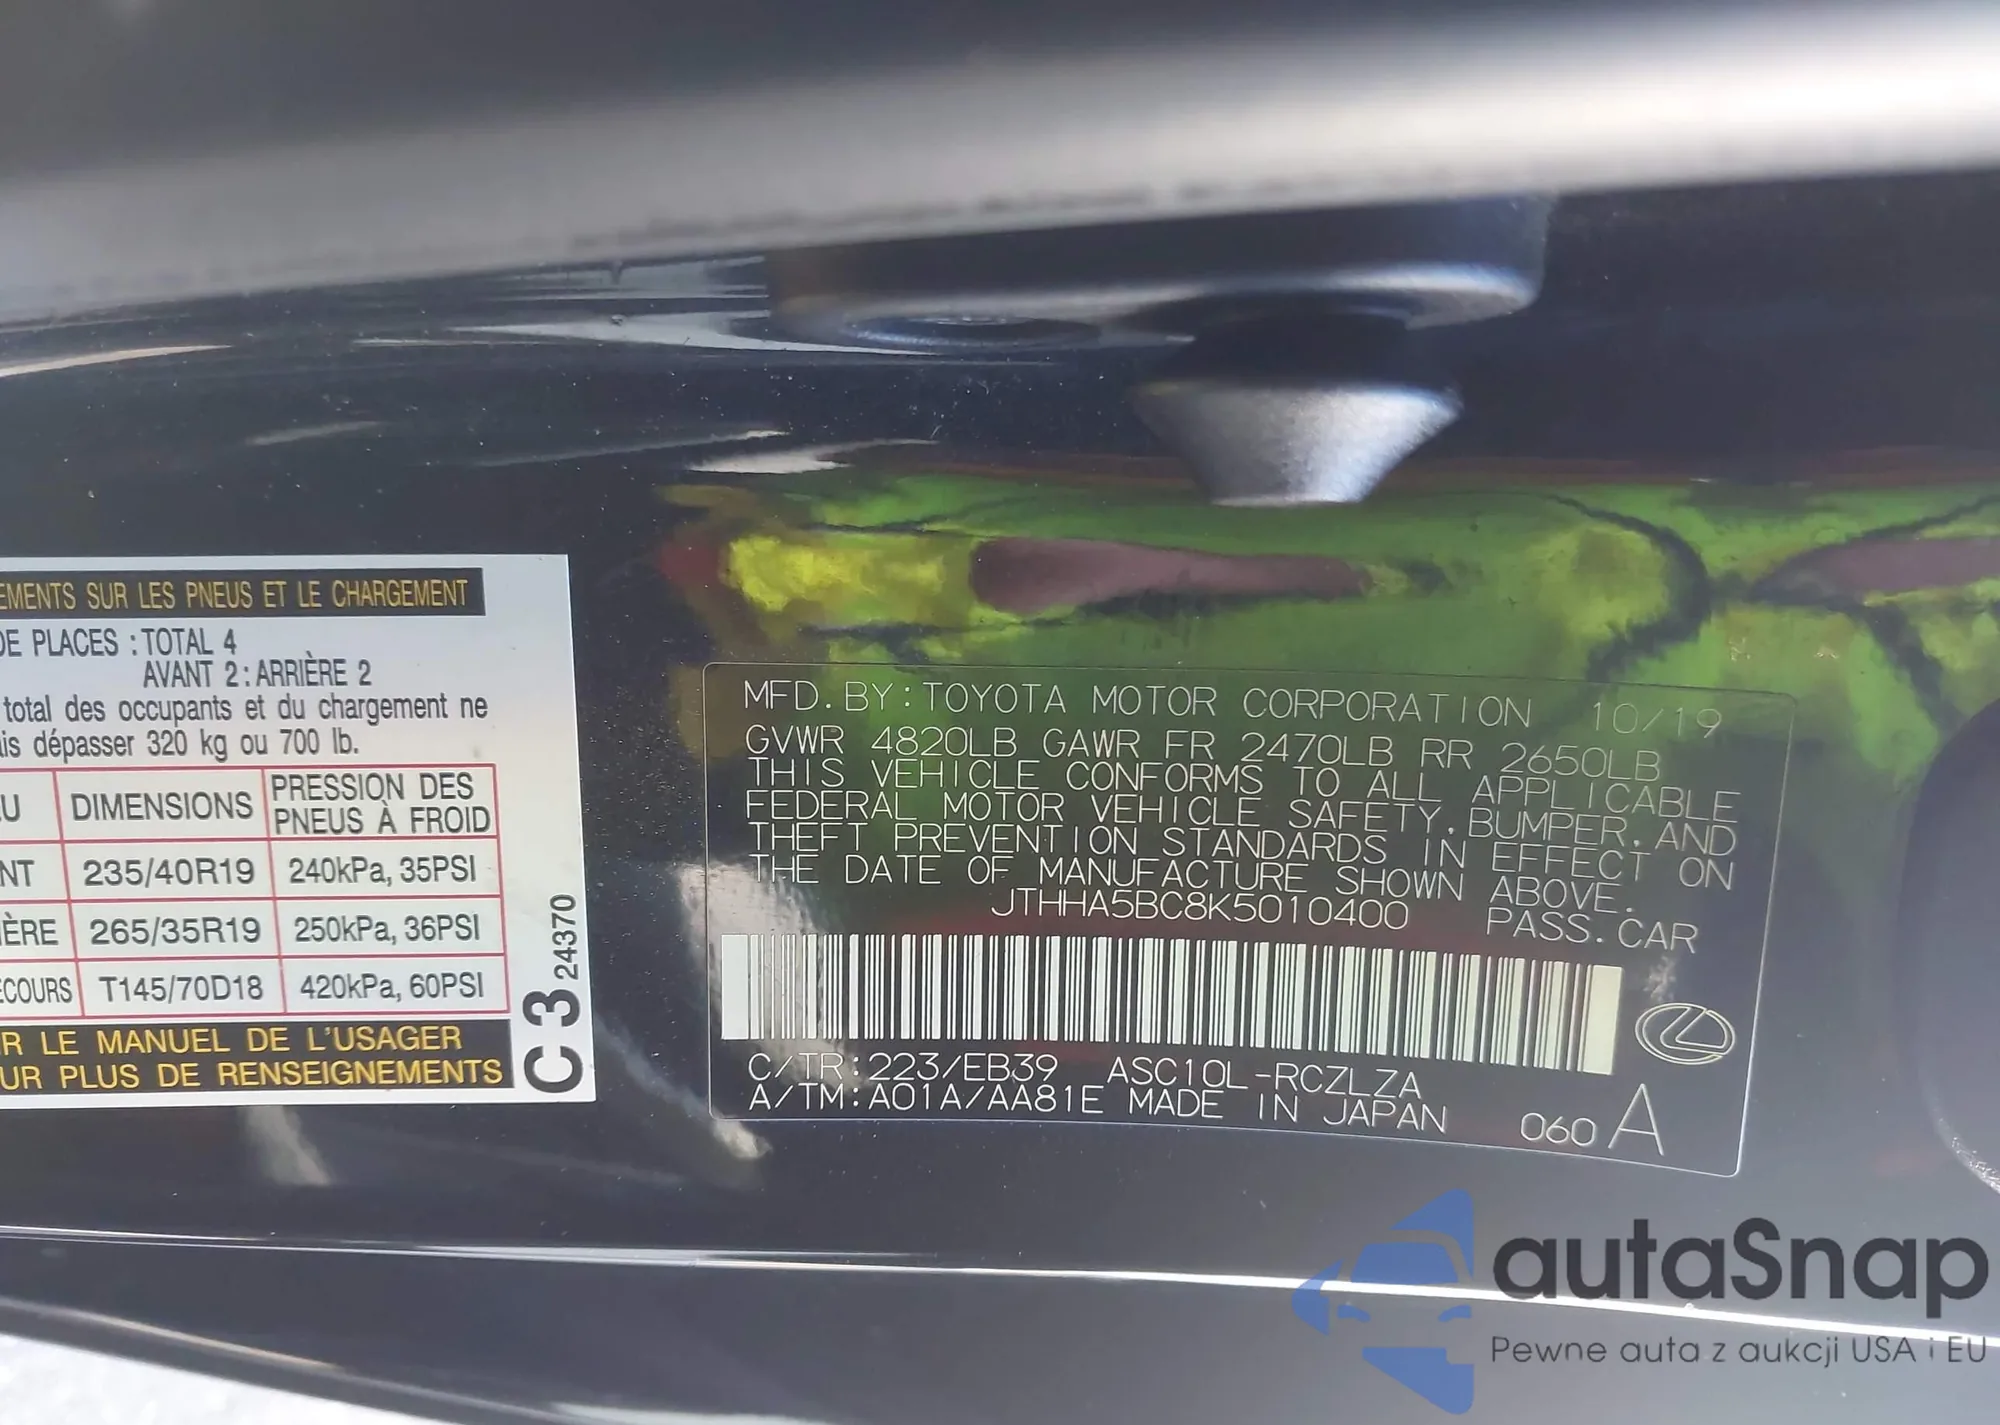 EMENTS SUR LES PNEUS ET LE CHARGEMENT
DE PLACES : TOTAL 4
AVANT 2 : ARRIÈRE 2
total des occupants et du chargement ne
is dépasser 320 kg ou 700 lb.
U DIMENSIONS PRESSION DES PNEUS À FROID
NT 235/40R19 240kPa, 35PSI
IÈRE 265/35R19 250kPa, 36PSI
ECOURS T145/70D18 420kPa, 60PSI
R LE MANUEL DE L'USAGER
UR PLUS DE RENSEIGNEMENTS
C3 24370
MFD. BY: TOYOTA MOTOR CORPORATION 10/19
GVWR 4820LB GAWR FR 2470LB RR 2650LB
THIS VEHICLE CONFORMS TO ALL APPLICABLE
FEDERAL MOTOR VEHICLE SAFETY, BUMPER, AND
THEFT PREVENTION STANDARDS IN EFFECT ON
THE DATE OF MANUFACTURE SHOWN ABOVE.
JTHHA5BC8K5010400 PASS. CAR
C/TR: 223/EB39 ASC10L-RCZLZA
A/TM: A01A/AA81E MADE IN JAPAN 060 A
autaSnap
Pewne auta z aukcji USA i EU